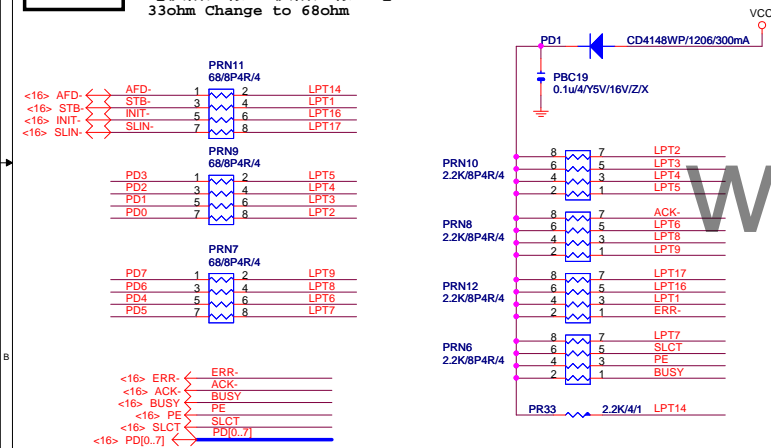 33ohm Change to 68ohm
VCC
PD1
CD4148WP/1206/300mA
PBC19
0.1u/4/Y5V/16V/Z/X
PRN11
68/8P4R/4
<16> AFD- AFD- 1 2 LPT14
<16> STB- STB- 3 4 LPT1
<16> INIT- INIT- 5 6 LPT16
<16> SLIN- SLIN- 7 8 LPT17
PRN9
68/8P4R/4
PD3 1 2 LPT5
PD2 3 4 LPT4
PD1 5 6 LPT3
PD0 7 8 LPT2
PRN7
68/8P4R/4
PD7 1 2 LPT9
PD6 3 4 LPT8
PD4 5 6 LPT6
PD5 7 8 LPT7
<16> ERR- ERR-
<16> ACK- ACK-
<16> BUSY BUSY
<16> PE PE
<16> SLCT SLCT
<16> PD[0..7] PD[0..7]
B
PRN10
2.2K/8P4R/4
8 7 LPT2
6 5 LPT3
4 3 LPT4
2 1 LPT5
PRN8
2.2K/8P4R/4
8 7 ACK-
6 5 LPT6
4 3 LPT8
2 1 LPT9
PRN12
2.2K/8P4R/4
8 7 LPT17
6 5 LPT16
4 3 LPT1
2 1 ERR-
PRN6
2.2K/8P4R/4
8 7 LPT7
6 5 SLCT
4 3 PE
2 1 BUSY
PR33 2.2K/4/1 LPT14
W